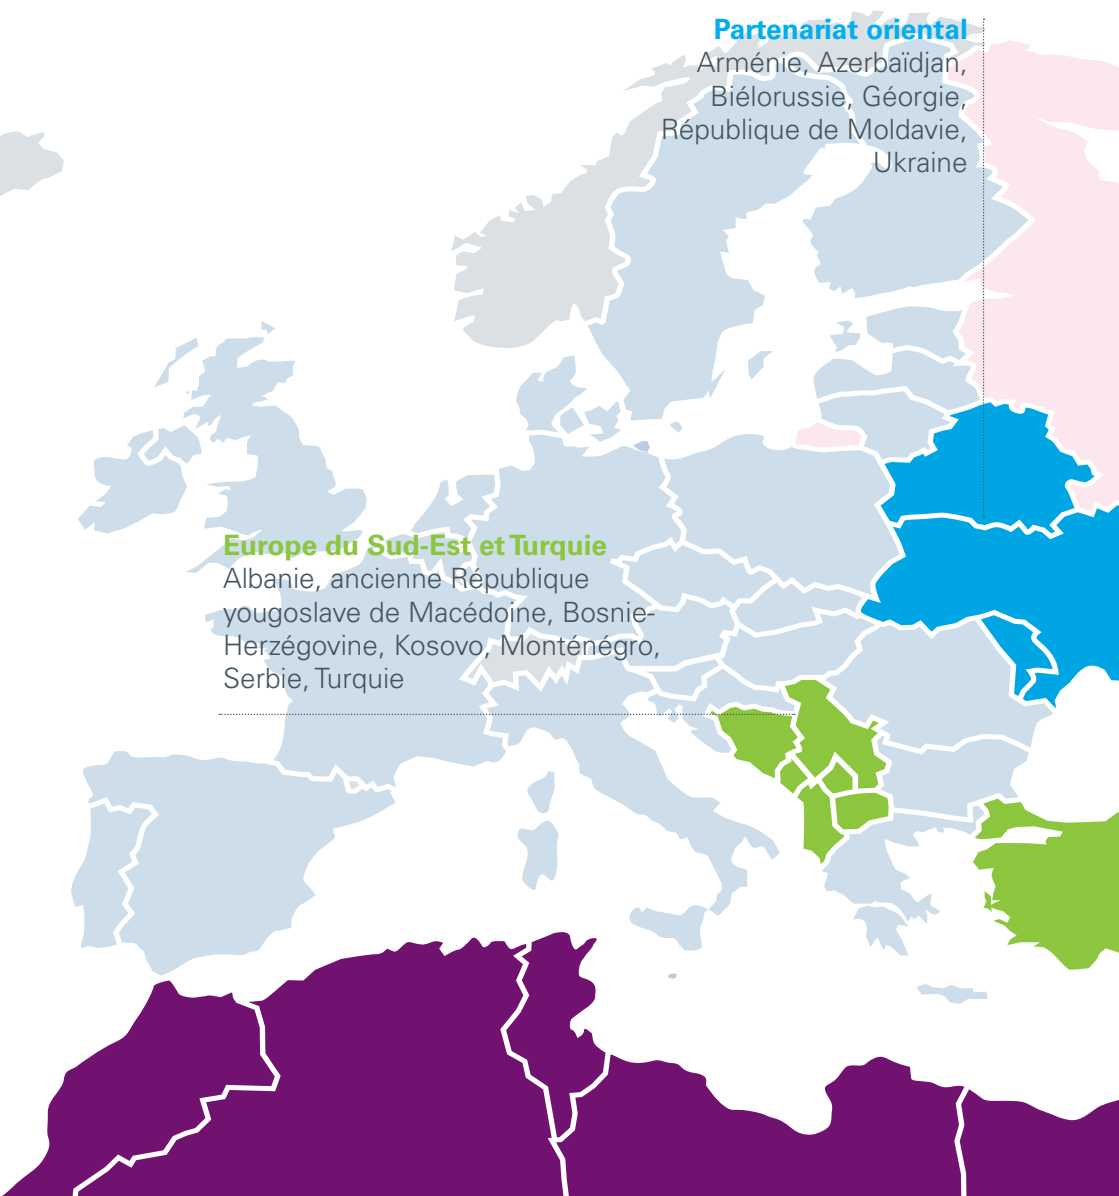 Partenariat oriental
Arménie, Azerbaïdjan,
Biélorussie, Géorgie,
République de Moldavie,
Ukraine
Europe du Sud-Est et Turquie
Albanie, ancienne République
yougoslave de Macédoine, Bosnie-
Herzégovine, Kosovo, Monténégro,
Serbie, Turquie